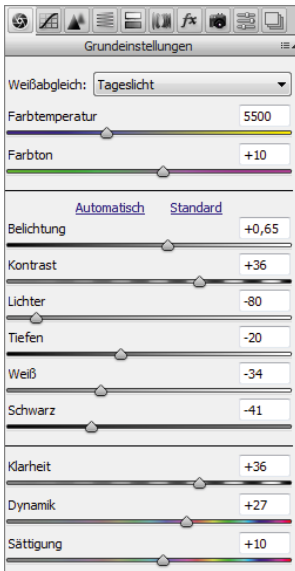 fx
Grundeinstellungen
Weißabgleich: Tageslicht
Farbtemperatur 5500
Farbton +10
Automatisch Standard
Belichtung +0,65
Kontrast +36
Lichter -80
Tiefen -20
Weiß -34
Schwarz -41
Klarheit +36
Dynamik +27
Sättigung +10